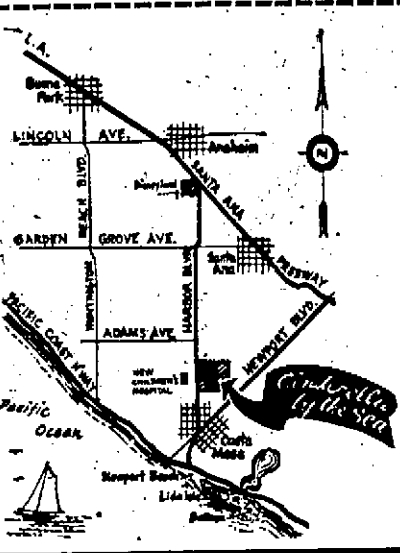 L.A.
Buena
Park
LINCOLN AVE.
Anaheim
Disneyland
BEACH BLVD.
SANTA ANA
N
GARDEN GROVE AVE.
Santa
Ana
FREEWAY
HUNTINGTON
HARBOR BLVD.
NEWPORT BLVD.
PACIFIC COAST H'WAY
ADAMS AVE
NEW
HOSPITAL
Cinderella
by the Sea
Pacific
Ocean
Costa
Mesa
Newport Beach
Lido Isle
Balboa